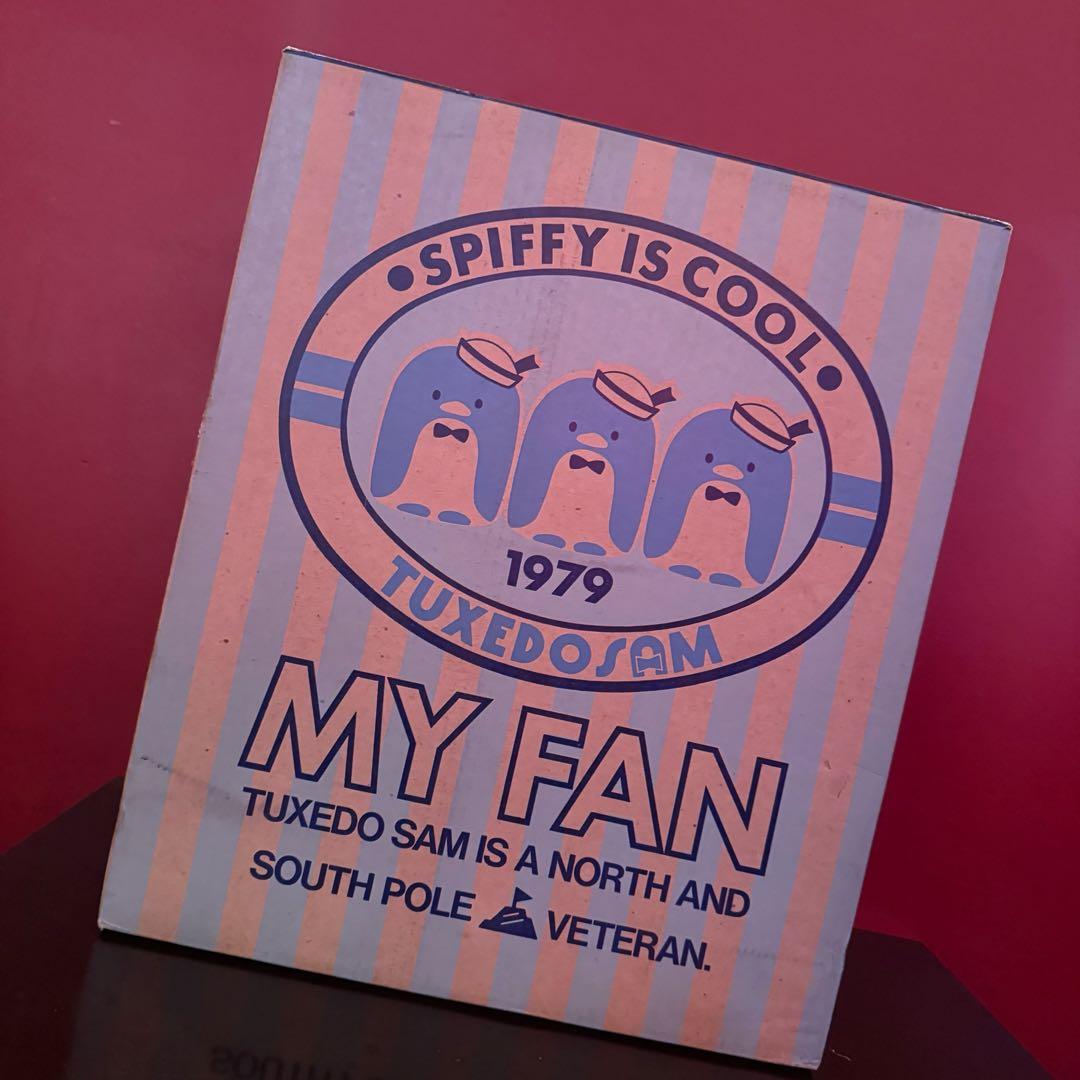 • SPIFFY IS COOL •
1979
TUXEDOSAM
MY FAN
TUXEDO SAM IS A NORTH AND
SOUTH POLE VETERAN.